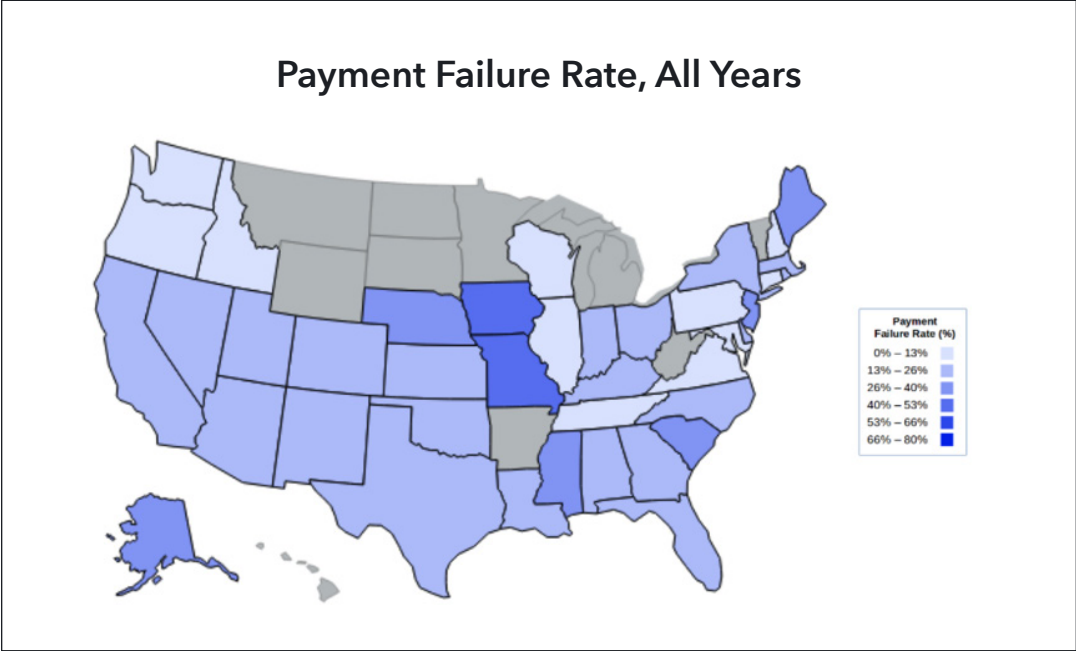 Payment Failure Rate, All Years
Payment
Failure Rate (%)
0% – 13%
13% – 26%
26% – 40%
40% – 53%
53% – 66%
66% – 80%